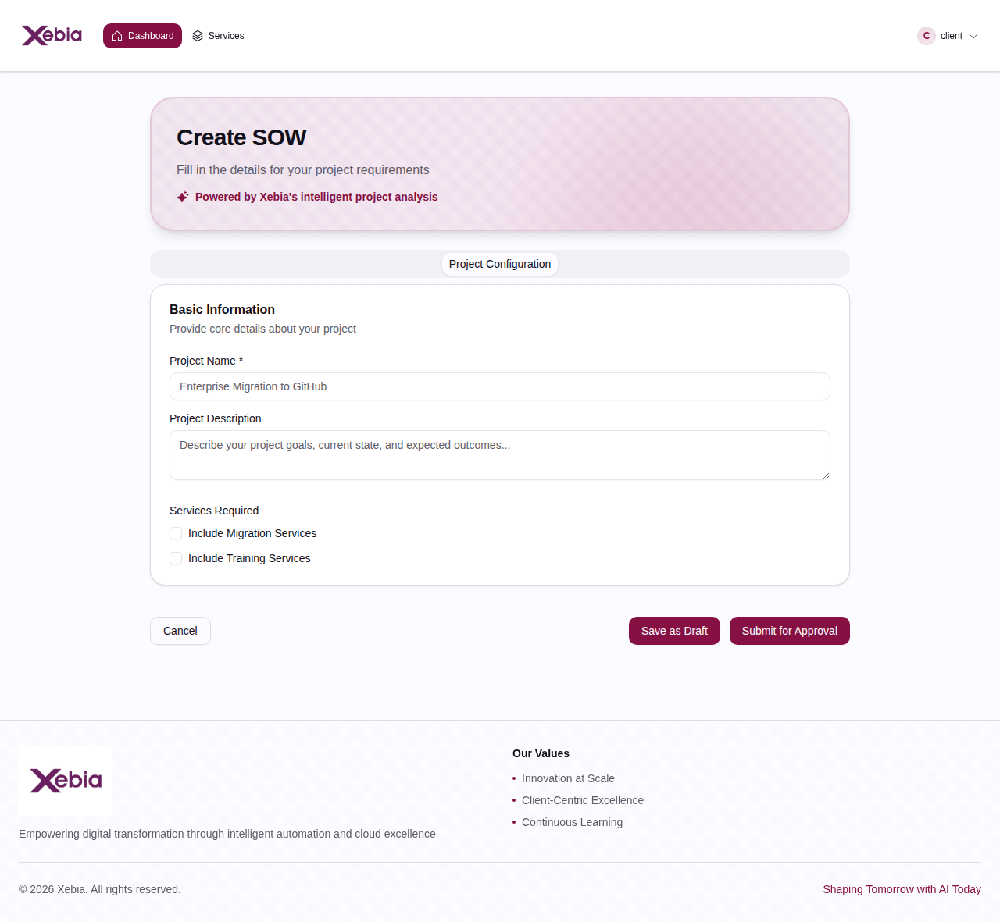 Xebia
Dashboard
Services
C
client
Create SOW
Fill in the details for your project requirements
Powered by Xebia's intelligent project analysis
Project Configuration
Basic Information
Provide core details about your project
Project Name *
Enterprise Migration to GitHub
Project Description
Describe your project goals, current state, and expected outcomes...
Services Required
Include Migration Services
Include Training Services
Cancel
Save as Draft
Submit for Approval
Xebia
Empowering digital transformation through intelligent automation and cloud excellence
Our Values
Innovation at Scale
Client-Centric Excellence
Continuous Learning
© 2026 Xebia. All rights reserved.
Shaping Tomorrow with AI Today